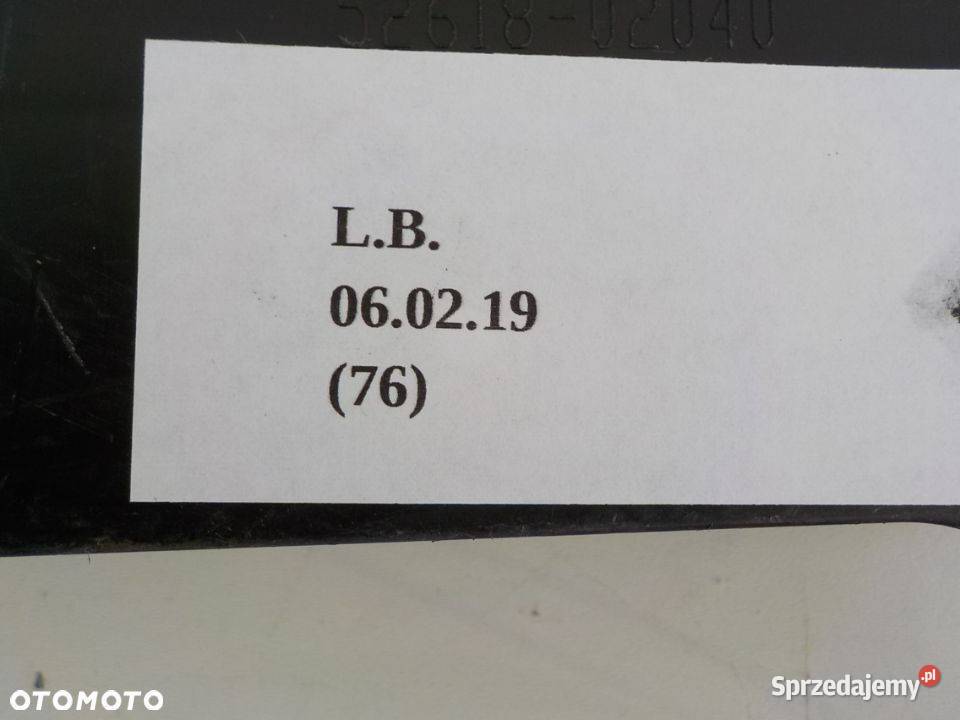 52618-02040
L.B.
06.02.19
(76)
OTOMOTO
Sprzedajemy.pl